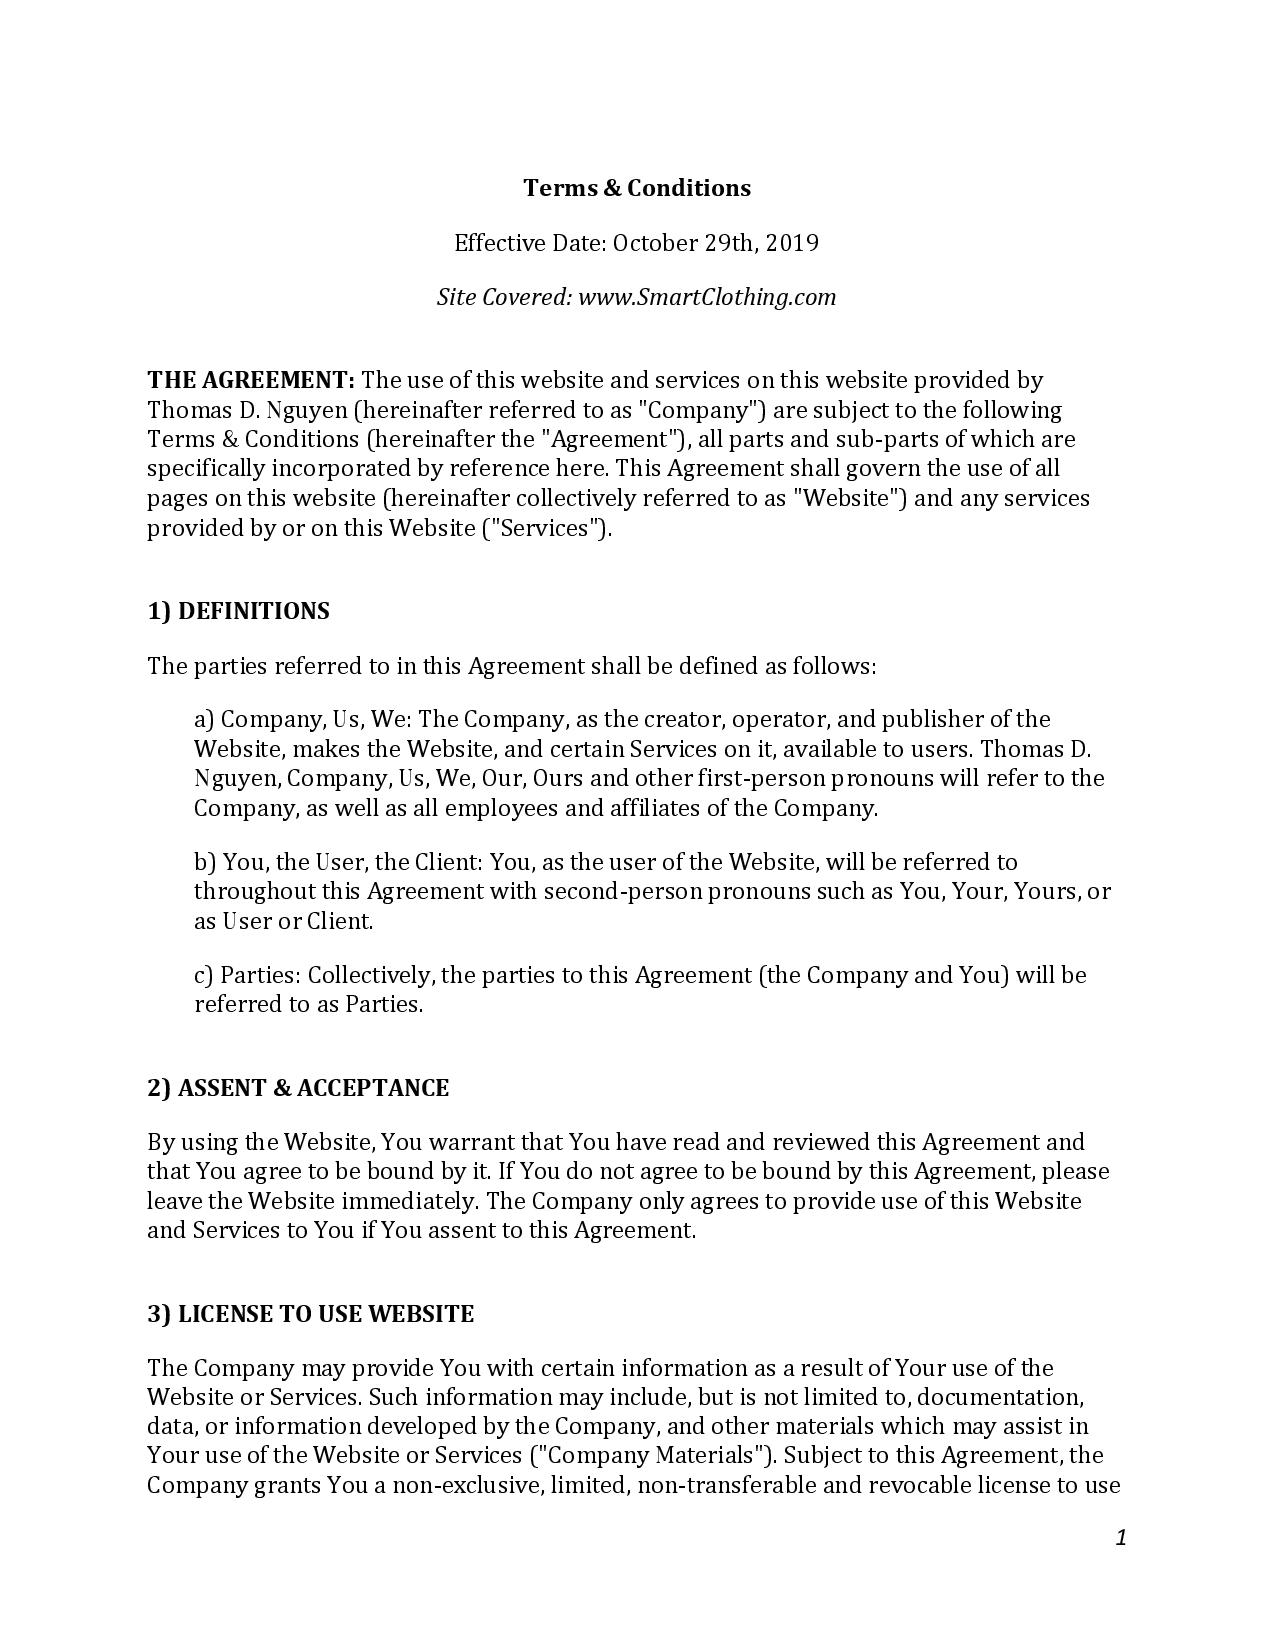 Terms & Conditions
Effective Date: October 29th, 2019
Site Covered: www.SmartClothing.com
THE AGREEMENT: The use of this website and services on this website provided by
Thomas D. Nguyen (hereinafter referred to as "Company") are subject to the following
Terms & Conditions (hereinafter the "Agreement"), all parts and sub-parts of which are
specifically incorporated by reference here. This Agreement shall govern the use of all
pages on this website (hereinafter collectively referred to as "Website") and any services
provided by or on this Website ("Services").
1) DEFINITIONS
The parties referred to in this Agreement shall be defined as follows:
a) Company, Us, We: The Company, as the creator, operator, and publisher of the
Website, makes the Website, and certain Services on it, available to users. Thomas D.
Nguyen, Company, Us, We, Our, Ours and other first-person pronouns will refer to the
Company, as well as all employees and affiliates of the Company.
b) You, the User, the Client: You, as the user of the Website, will be referred to
throughout this Agreement with second-person pronouns such as You, Your, Yours, or
as User or Client.
c) Parties: Collectively, the parties to this Agreement (the Company and You) will be
referred to as Parties.
2) ASSENT & ACCEPTANCE
By using the Website, You warrant that You have read and reviewed this Agreement and
that You agree to be bound by it. If You do not agree to be bound by this Agreement, please
leave the Website immediately. The Company only agrees to provide use of this Website
and Services to You if You assent to this Agreement.
3) LICENSE TO USE WEBSITE
The Company may provide You with certain information as a result of Your use of the
Website or Services. Such information may include, but is not limited to, documentation,
data, or information developed by the Company, and other materials which may assist in
Your use of the Website or Services ("Company Materials"). Subject to this Agreement, the
Company grants You a non-exclusive, limited, non-transferable and revocable license to use
1